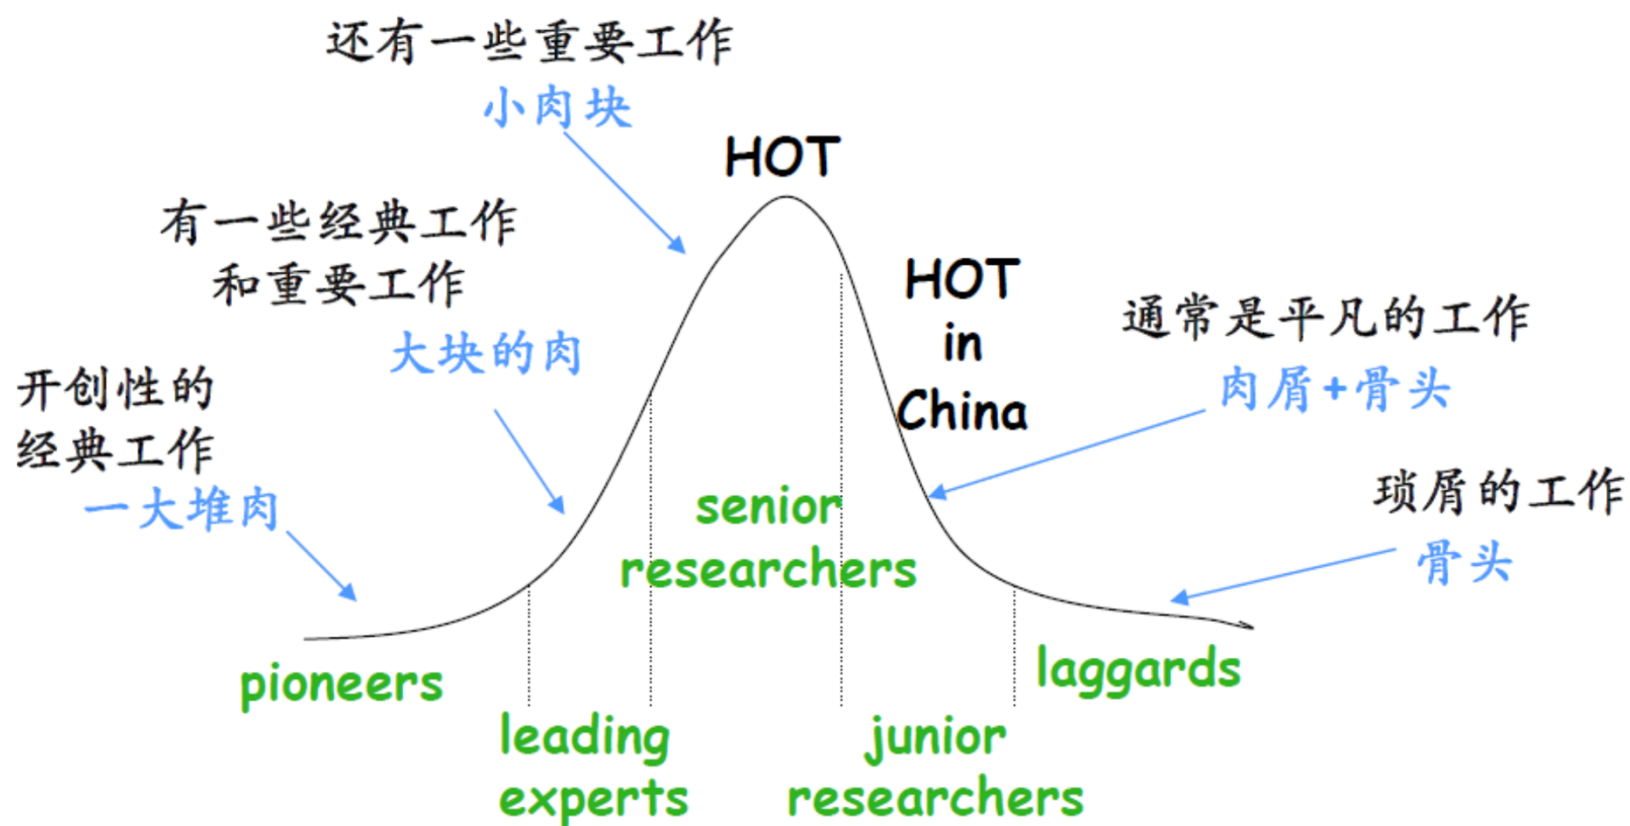 还有一些重要工作
小肉块
HOT
有一些经典工作
和重要工作
大块的肉
HOT
in
China
通常是平凡的工作
肉屑+骨头
开创性的
经典工作
一大堆肉
senior
researchers
琐屑的工作
骨头
pioneers
laggards
leading
experts
junior
researchers